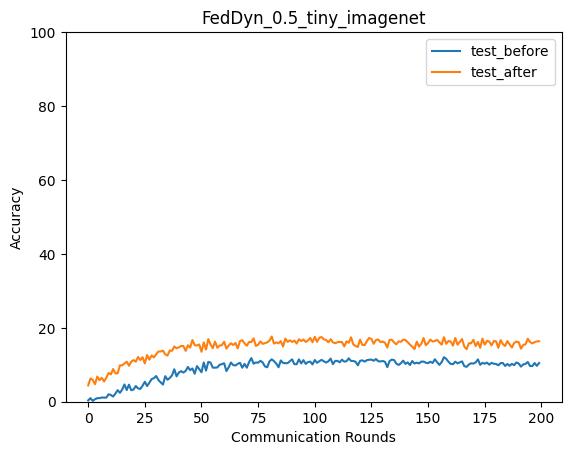 FedDyn_0.5_tiny_imagenet
100
80
60
40
20
0
Accuracy
test_before
test_after
0 25 50 75 100 125 150 175 200
Communication Rounds